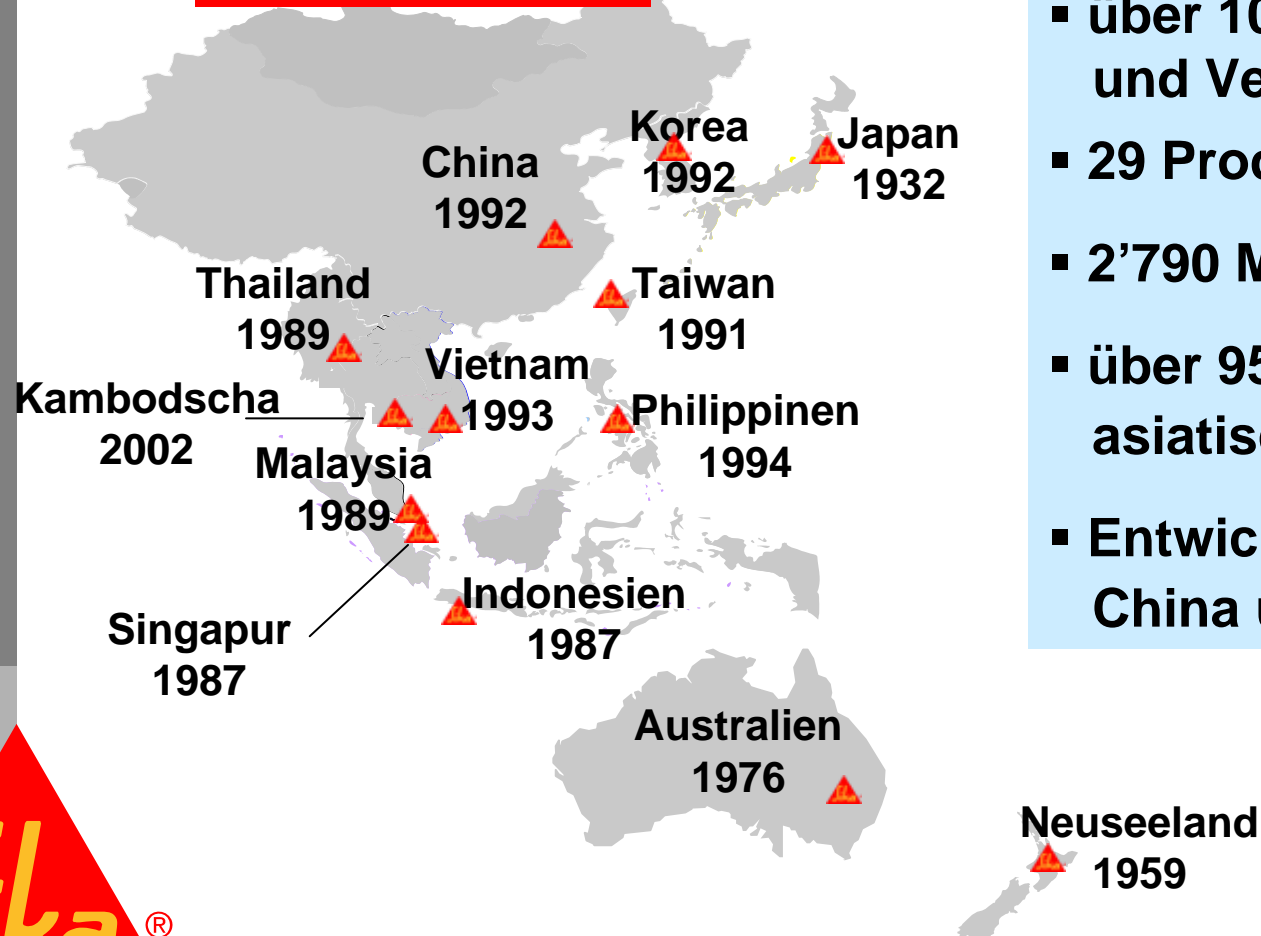 Korea
1992
Japan
1932
China
1992
Thailand
1989
Taiwan
1991
Vietnam
1993
Kambodscha
2002
Philippinen
1994
Malaysia
1989
Singapur
1987
Indonesien
1987
Australien
1976
Neuseeland
1959
▪ über 10
und Ve
▪ 29 Prod
▪ 2’790 M
▪ über 95
asiatisc
▪ Entwic
China u
®